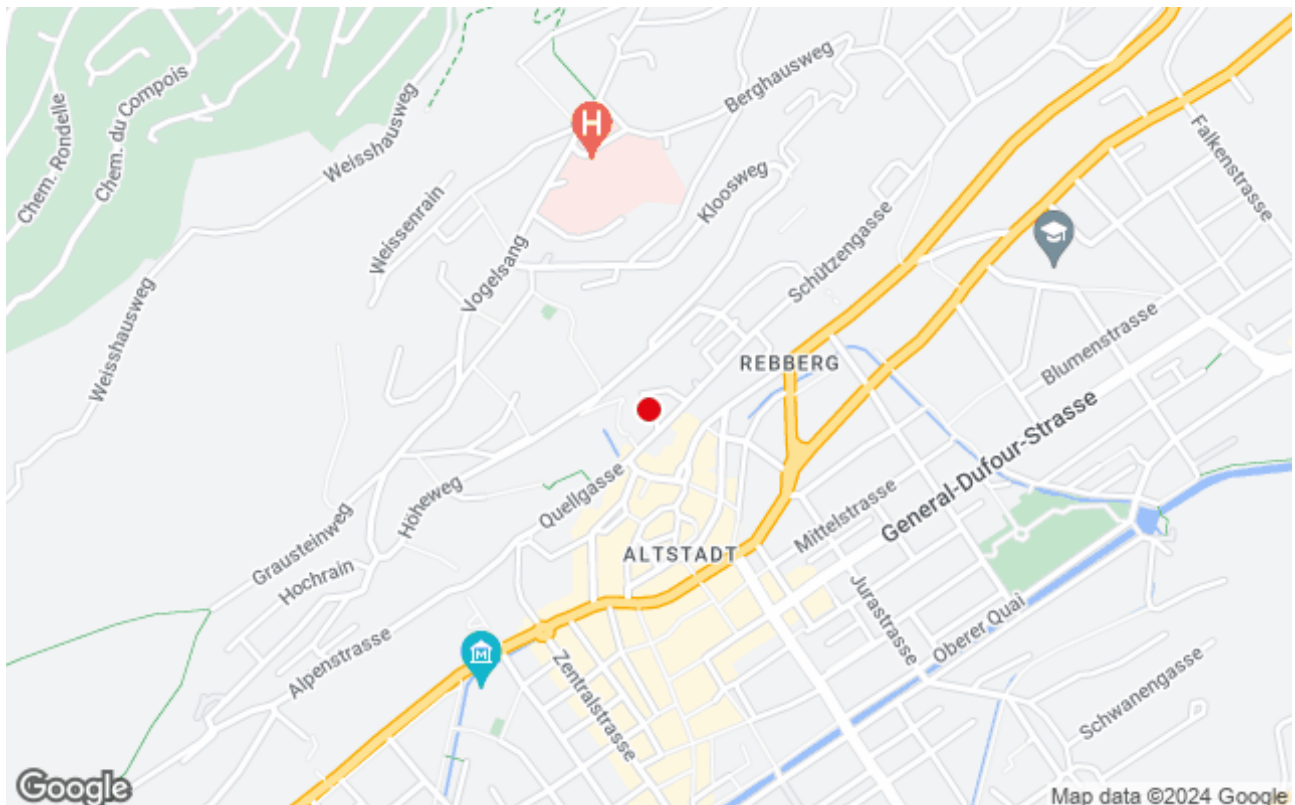 Chem. Rondelle
Chem. du Compois
Weisshausweg
H
Berghausweg
Falkenstrasse
Weissenrain
Kloosweg
Vogelsang
Schützengasse
Weisshausweg
Blumenstrasse
REBBERG
General-Dufour-Strasse
Höheweg
Quellgasse
Mittelstrasse
Grausteinweg
ALTSTADT
Hochrain
Jurastrasse
Oberer Quai
Alpenstrasse
M
Zentralstrasse
Schwanengasse
Google
Map data ©2024 Google